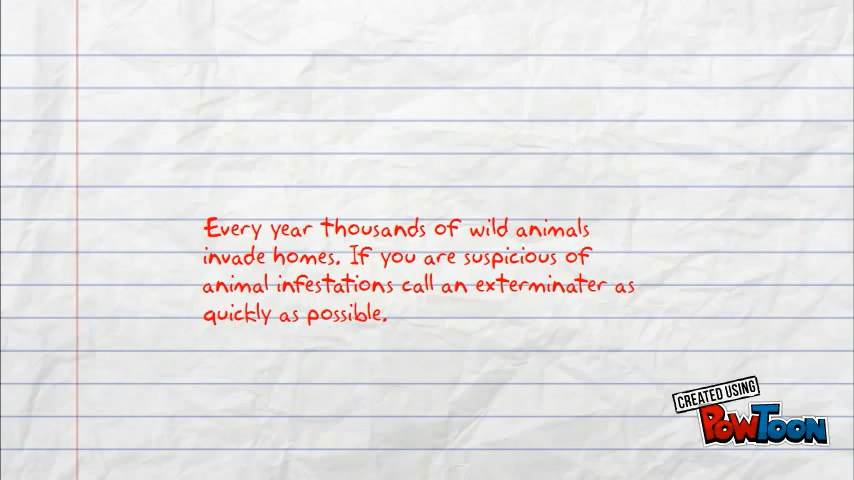 Every year thousands of wild animals
invade homes. If you are suspicious of
animal infestations call an exterminater as
quickly as possible.
CREATED USING
POWTOON